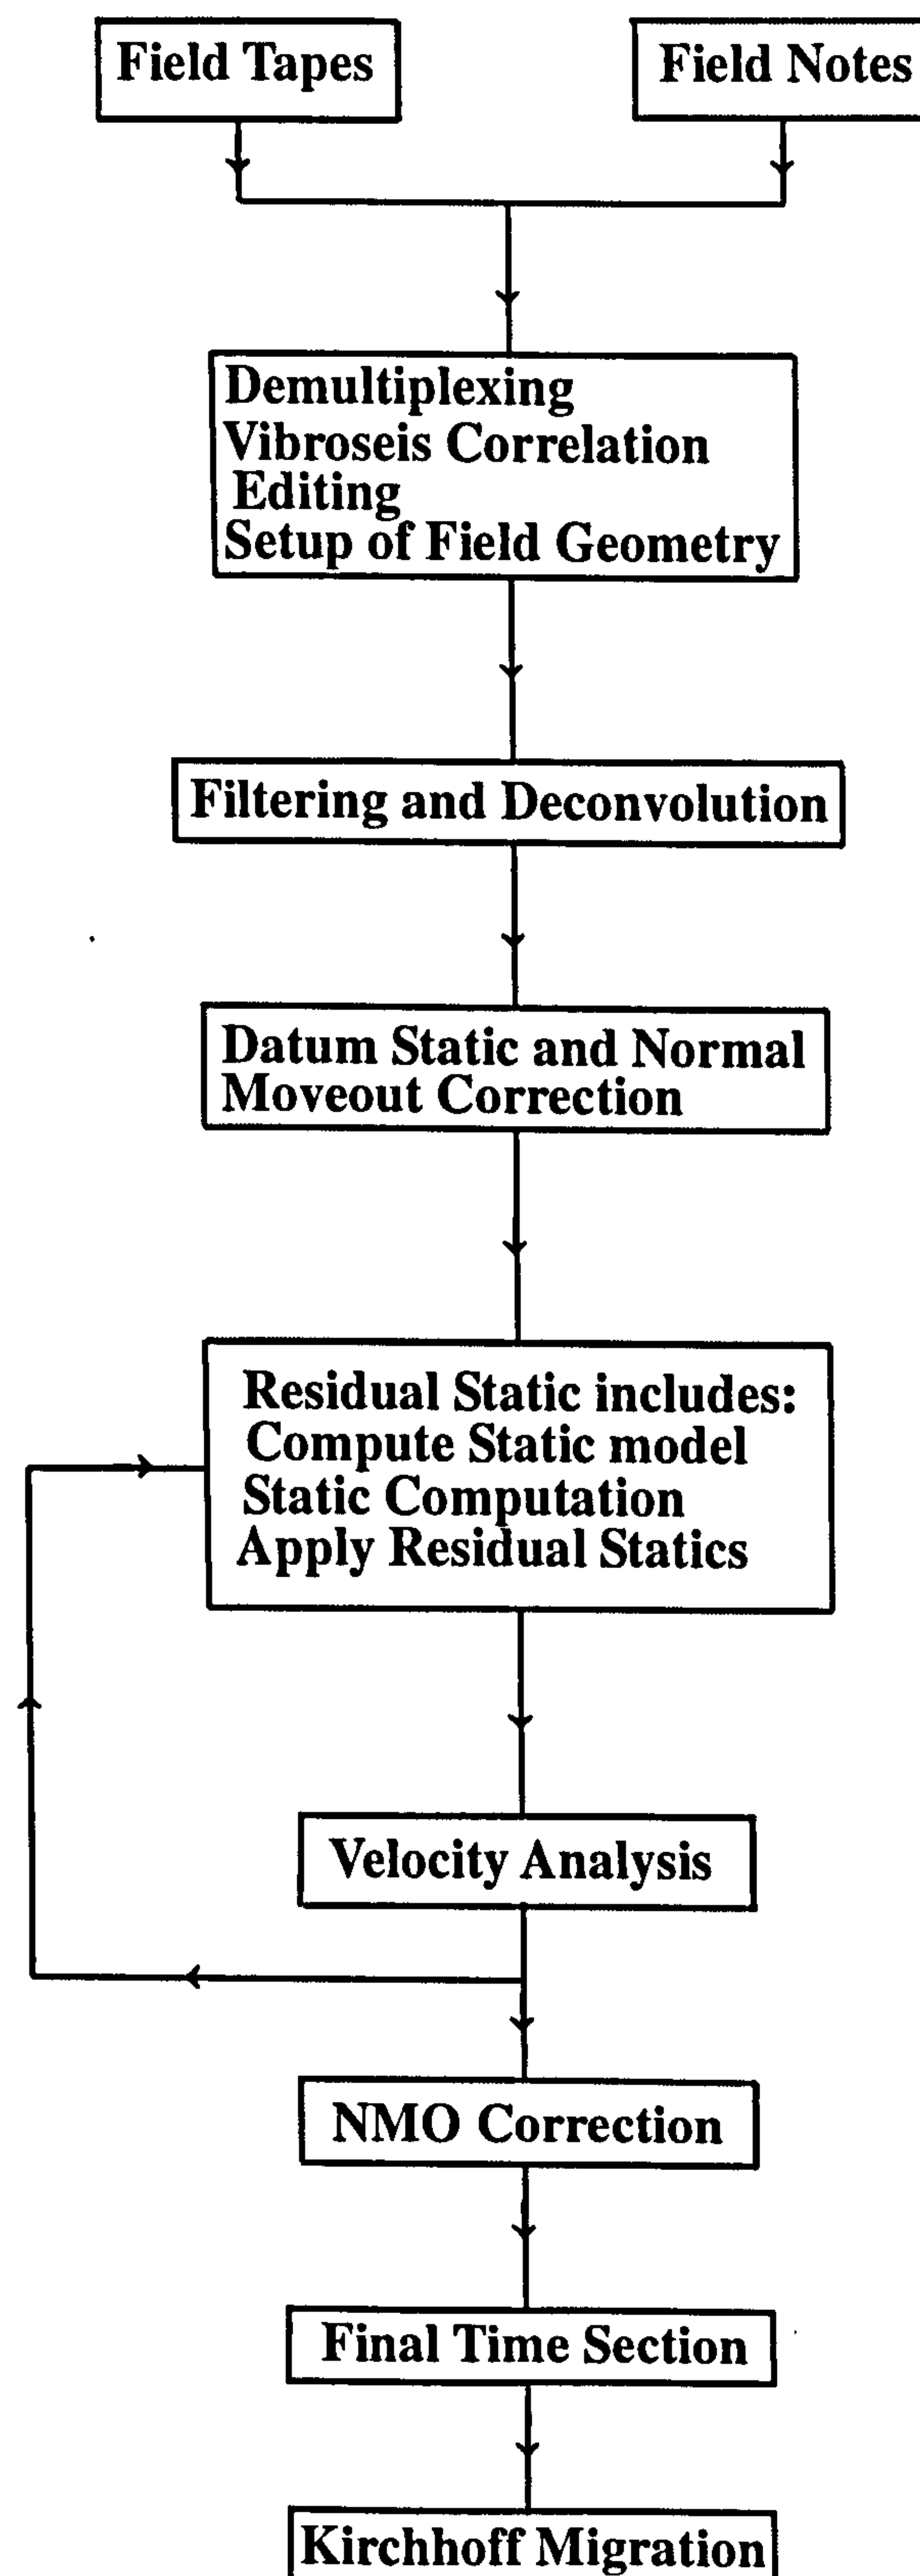 Field Tapes
Field Notes
Demultiplexing
Vibroseis Correlation
Editing
Setup of Field Geometry
Filtering and Deconvolution
Datum Static and Normal
Moveout Correction
Residual Static includes:
Compute Static model
Static Computation
Apply Residual Statics
Velocity Analysis
NMO Correction
Final Time Section
Kirchhoff Migration